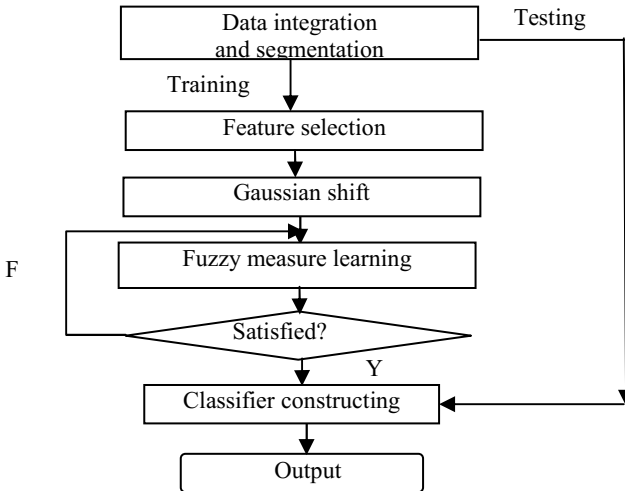 Data integration
and segmentation
Testing
Training
Feature selection
Gaussian shift
Fuzzy measure learning
F
Satisfied?
Y
Classifier constructing
Output